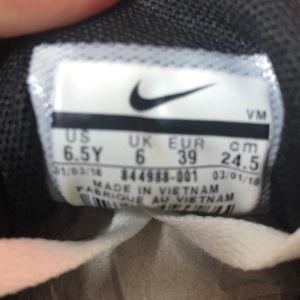 VM
US UK EUR cm
6.5Y 6 39 24.5
01/03/18 844988-001 03/01/18
MADE IN VIETNAM
FABRIQUE AU VIETNAM